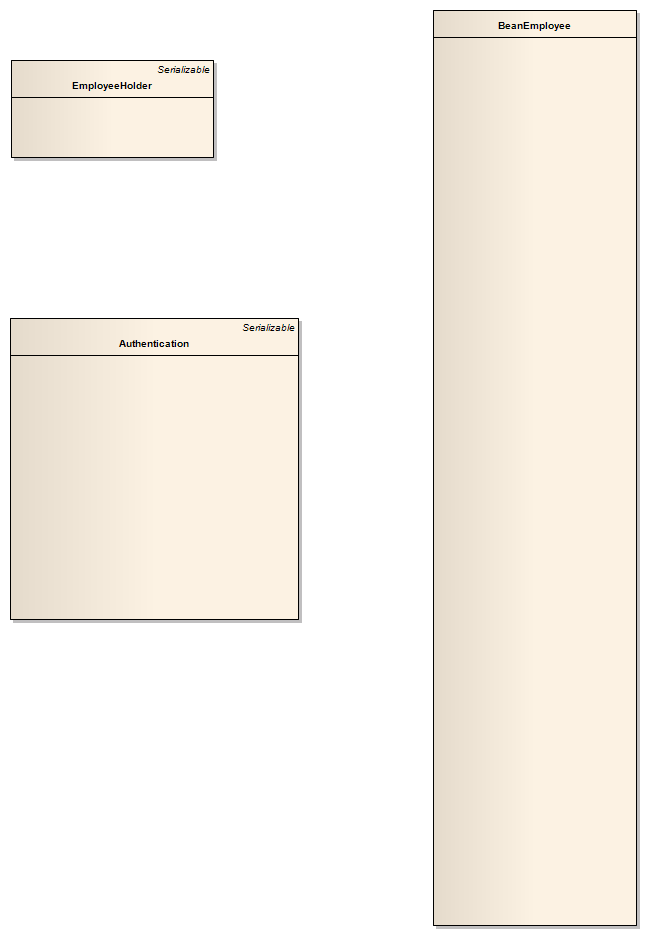 Serializable
EmployeeHolder
Serializable
Authentication
BeanEmployee